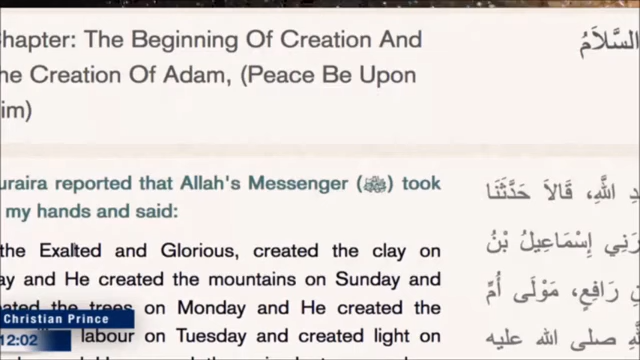 hapter: The Beginning Of Creation And
he Creation Of Adam, (Peace Be Upon
im)
السَّلاَمُ
uraira reported that Allah's Messenger (ﷺ) took
my hands and said:
the Exalted and Glorious, created the clay on
ay and He created the mountains on Sunday and
ated the trees on Monday and He created the
labour on Tuesday and created light on
دِ اللَّهِ، قَالاَ حَدَّثَنَا
رَنِي إِسْمَاعِيلُ بْنُ
نِ رَافِعٍ، مَوْلَى أُمِّ
صلى الله عليه
Christian Prince
12:02